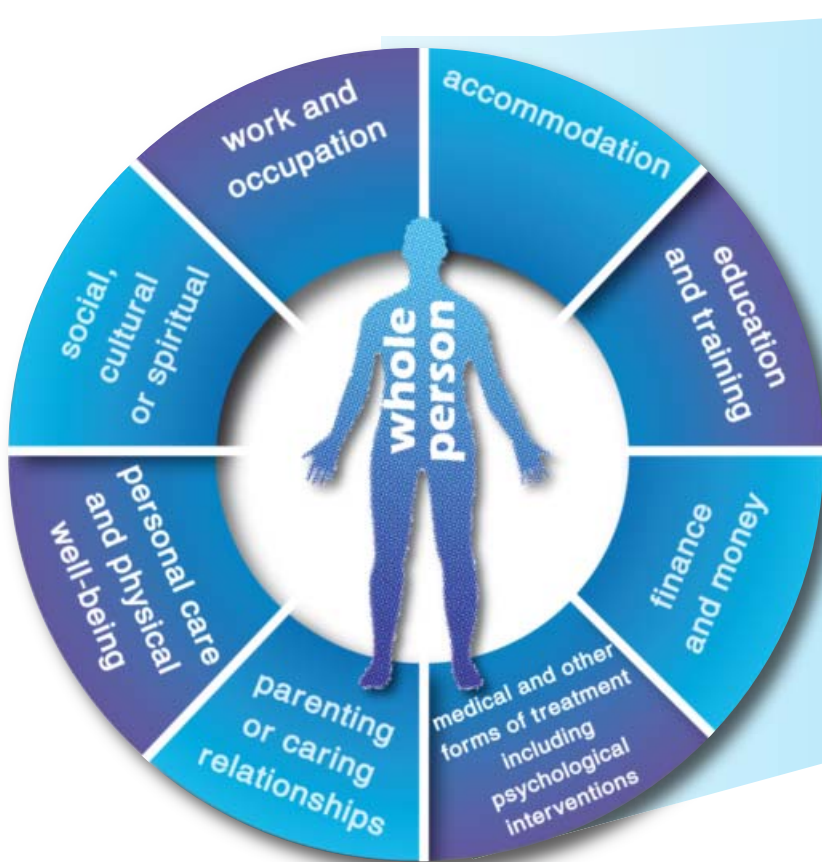 accommodation
education
and training
finance
and money
medical and other
forms of treatment
including
psychological
interventions
parenting
or caring
relationships
personal care
and physical
well-being
social,
cultural
or spiritual
work and
occupation
whole
person